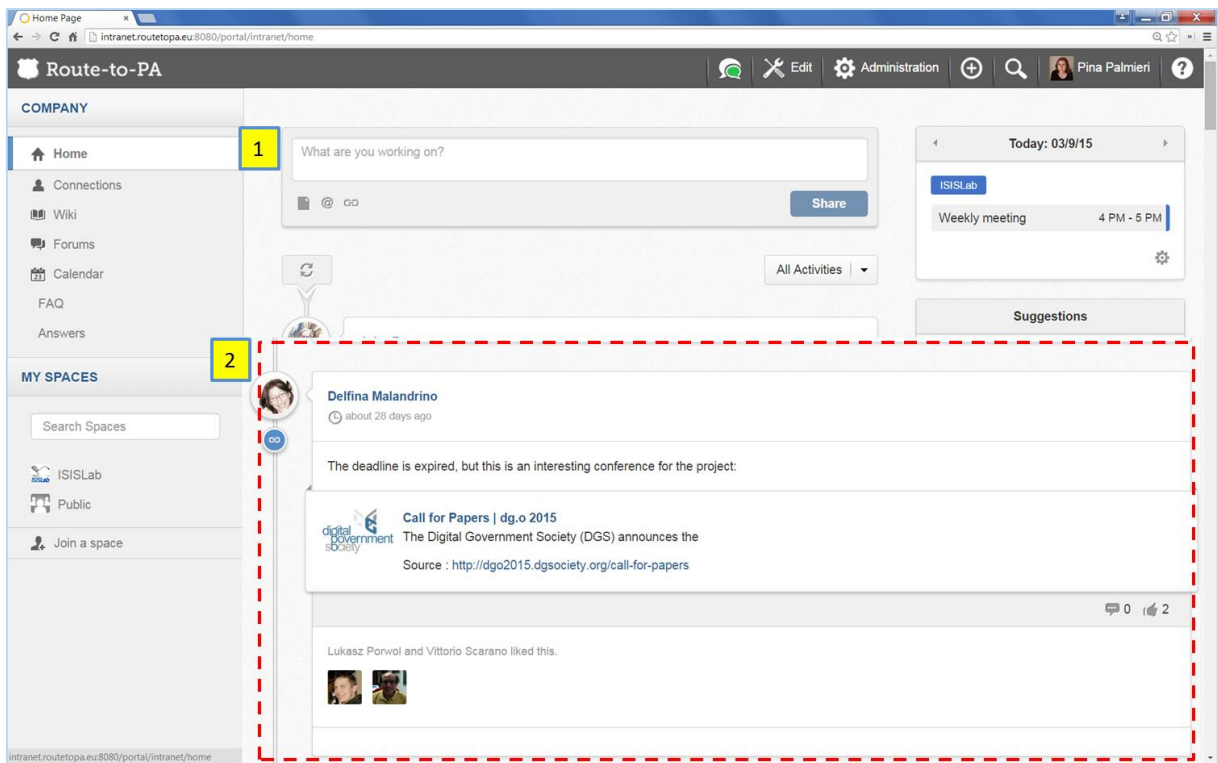 Home Page
intranet.routetopa.eu:8080/portal/intranet/home
Route-to-PA
Edit
Administration
Pina Palmieri
?
COMPANY
Home
Connections
Wiki
Forums
23
Calendar
FAQ
Answers
MY SPACES
Search Spaces
ISISLab
Public
Join a space
1
What are you working on?
@
Share
All Activities
Today: 03/9/15
ISISLab
Weekly meeting 4 PM - 5 PM
Suggestions
2
Delfina Malandrino
about 28 days ago
The deadline is expired, but this is an interesting conference for the project:
digital
government
society
Call for Papers | dg.o 2015
The Digital Government Society (DGS) announces the
Source : http://dgo2015.dgsociety.org/call-for-papers
0 2
Lukasz Porwol and Vittorio Scarano liked this.
intranet.routetopa.eu:8080/portal/intranet/home